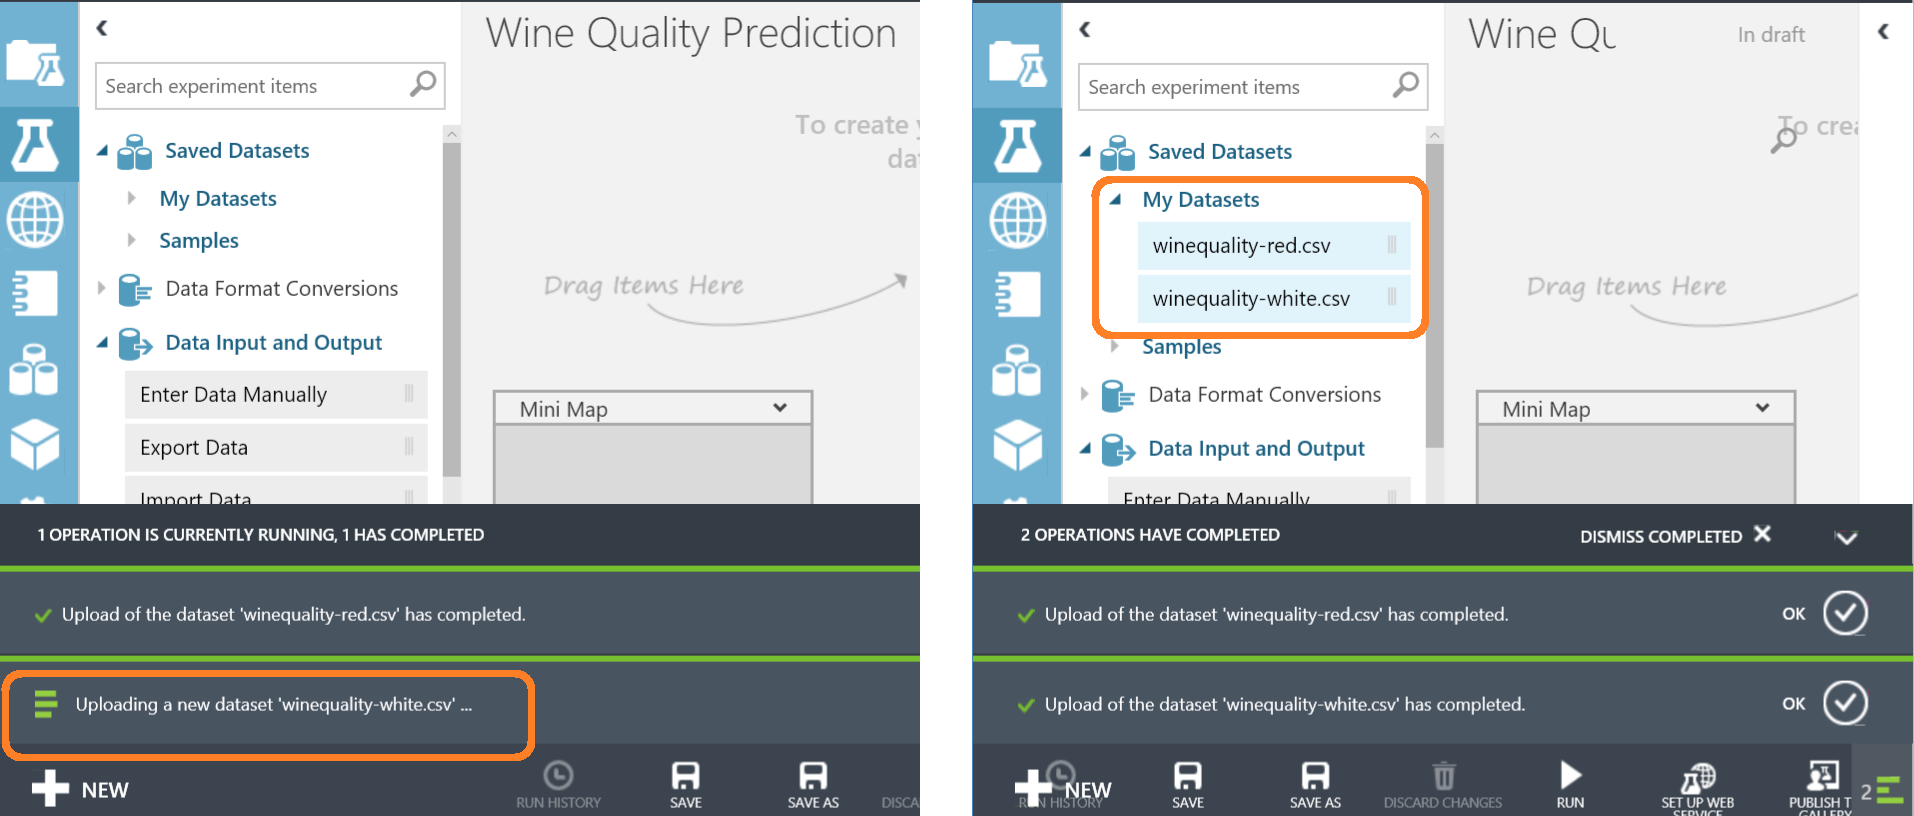 Wine Quality Prediction
Search experiment items
To create
Saved Datasets
My Datasets
Samples
Data Format Conversions
Drag Items Here
Data Input and Output
Enter Data Manually
Mini Map
Export Data
Import Data
1 OPERATION IS CURRENTLY RUNNING, 1 HAS COMPLETED
Upload of the dataset 'winequality-red.csv' has completed.
Uploading a new dataset 'winequality-white.csv' ...
NEW
RUN HISTORY
SAVE
SAVE AS
DISCA
Wine Qu
In draft
Search experiment items
To crea
Saved Datasets
My Datasets
winequality-red.csv
winequality-white.csv
Drag Items Here
Samples
Data Format Conversions
Mini Map
Data Input and Output
Enter Data Manually
2 OPERATIONS HAVE COMPLETED
DISMISS COMPLETED
Upload of the dataset 'winequality-red.csv' has completed.
OK
Upload of the dataset 'winequality-white.csv' has completed.
OK
NEW
RUN HISTORY
SAVE
SAVE AS
DISCARD CHANGES
RUN
SET UP WEB
SERVICE
PUBLISH T
GALLERY
2